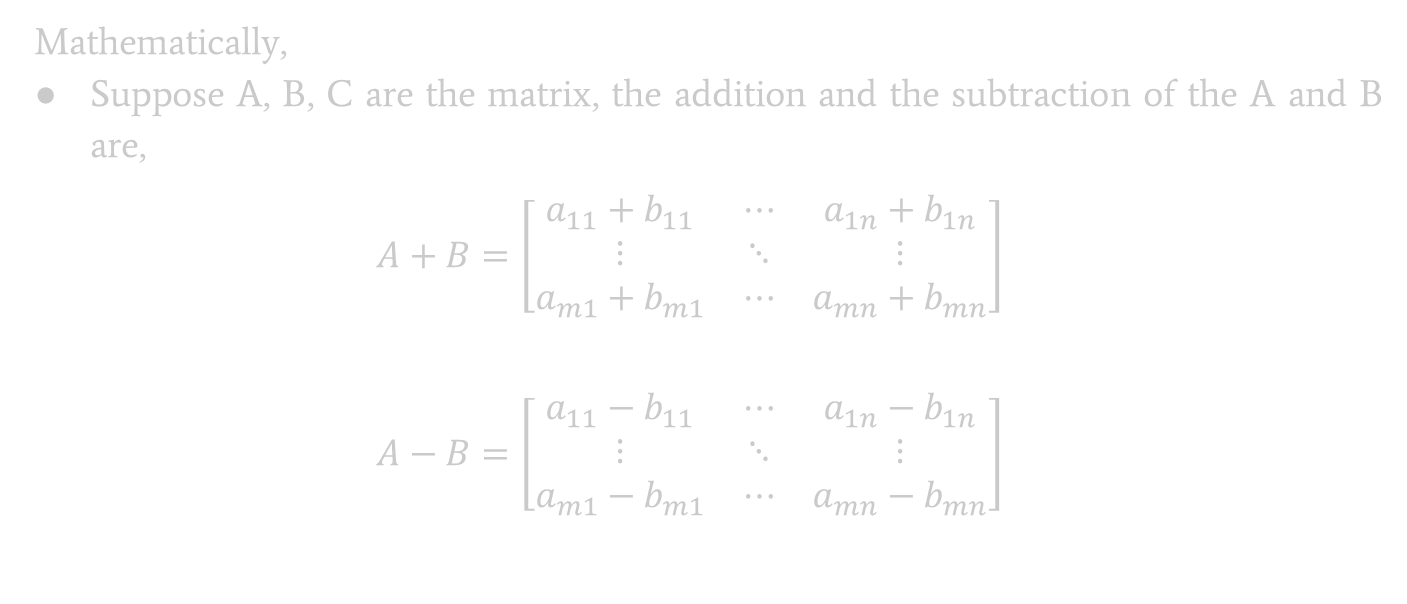 Mathematically,
● Suppose A, B, C are the matrix, the addition and the subtraction of the A and B
are,
a₁₁ + b₁₁ ⋯ a₁ₙ + b₁ₙ
A + B = [ ⋮ ⋱ ⋮ ]
aₘ₁ + bₘ₁ ⋯ aₘₙ + bₘₙ
a₁₁ − b₁₁ ⋯ a₁ₙ − b₁ₙ
A − B = [ ⋮ ⋱ ⋮ ]
aₘ₁ − bₘ₁ ⋯ aₘₙ − bₘₙ